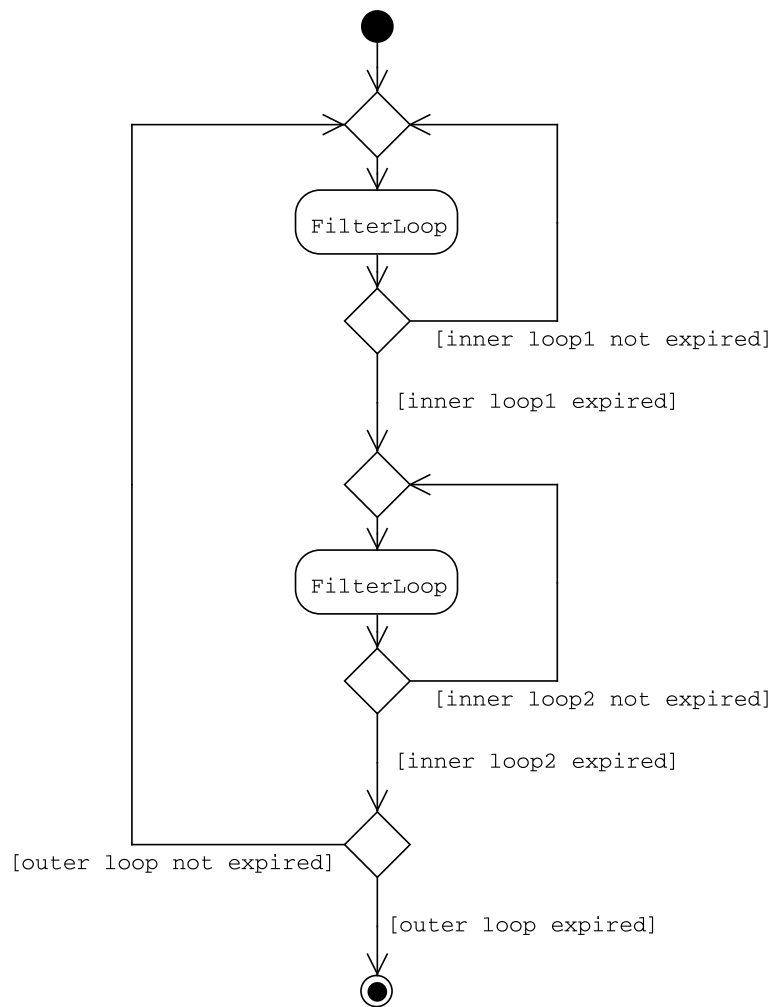 FilterLoop
[inner loop1 not expired]
[inner loop1 expired]
FilterLoop
[inner loop2 not expired]
[inner loop2 expired]
[outer loop not expired]
[outer loop expired]